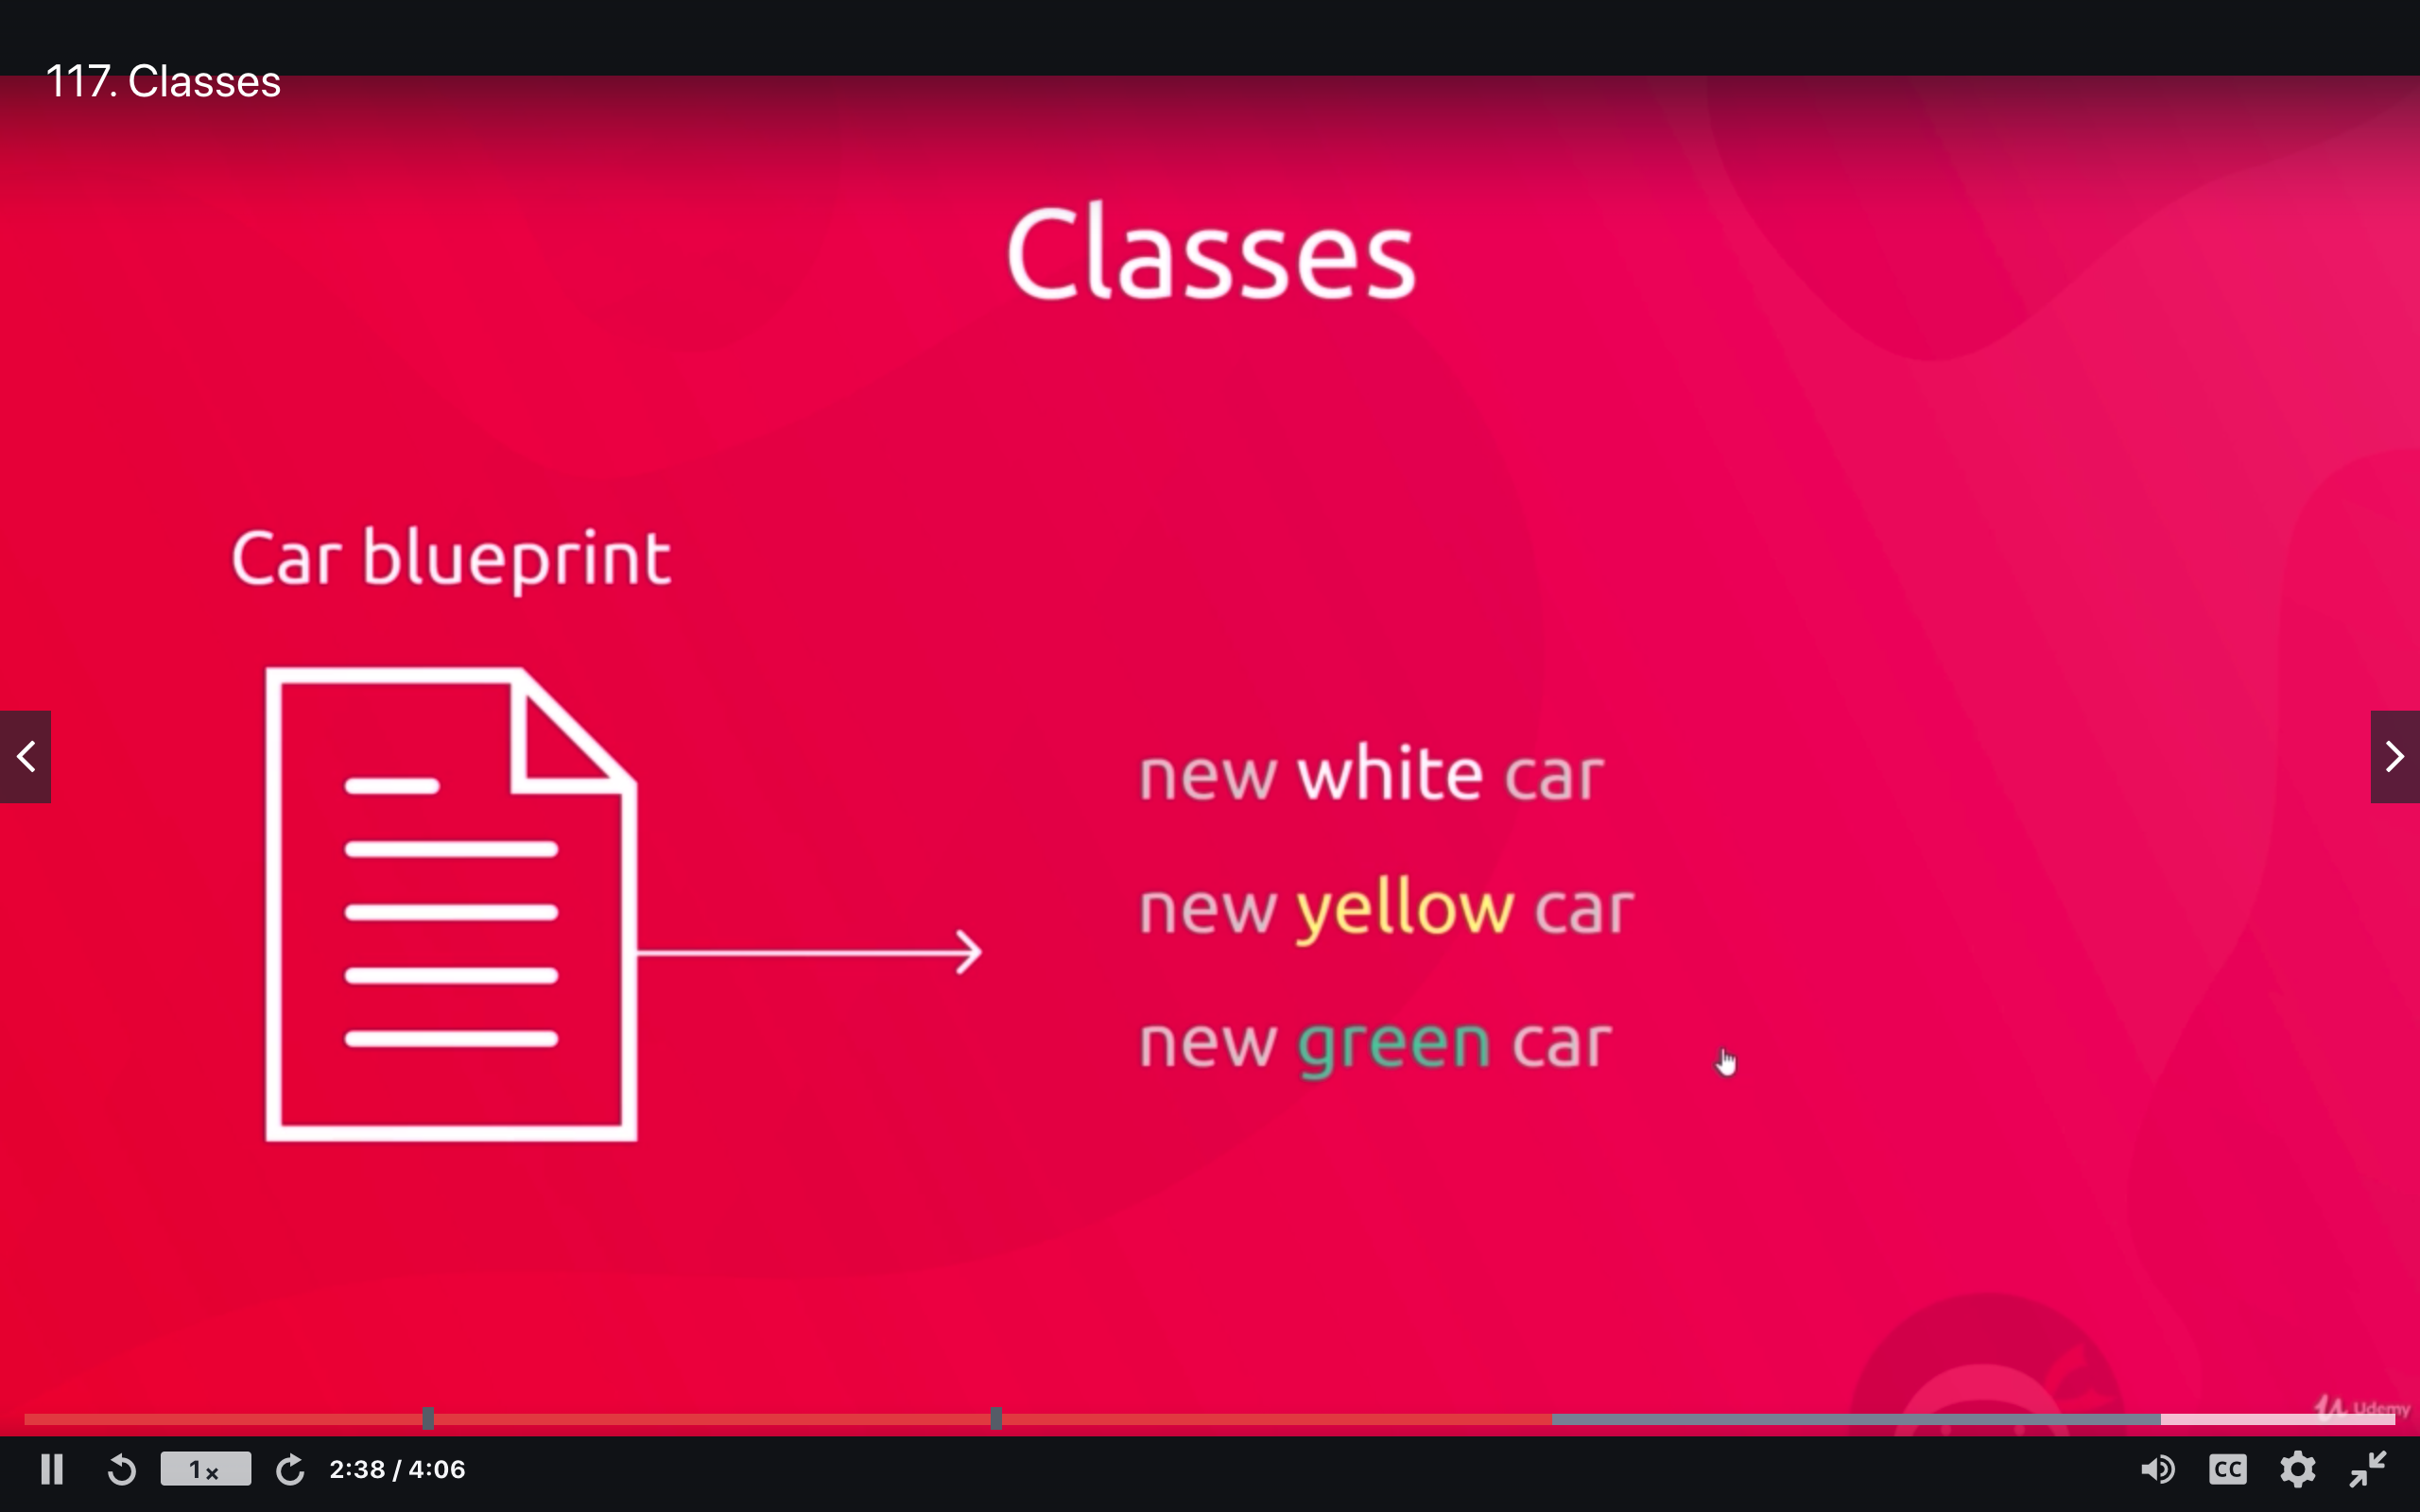 117. Classes
Classes
Car blueprint
new white car
new yellow car
new green car
Udemy
1x
2:38 / 4:06
CC